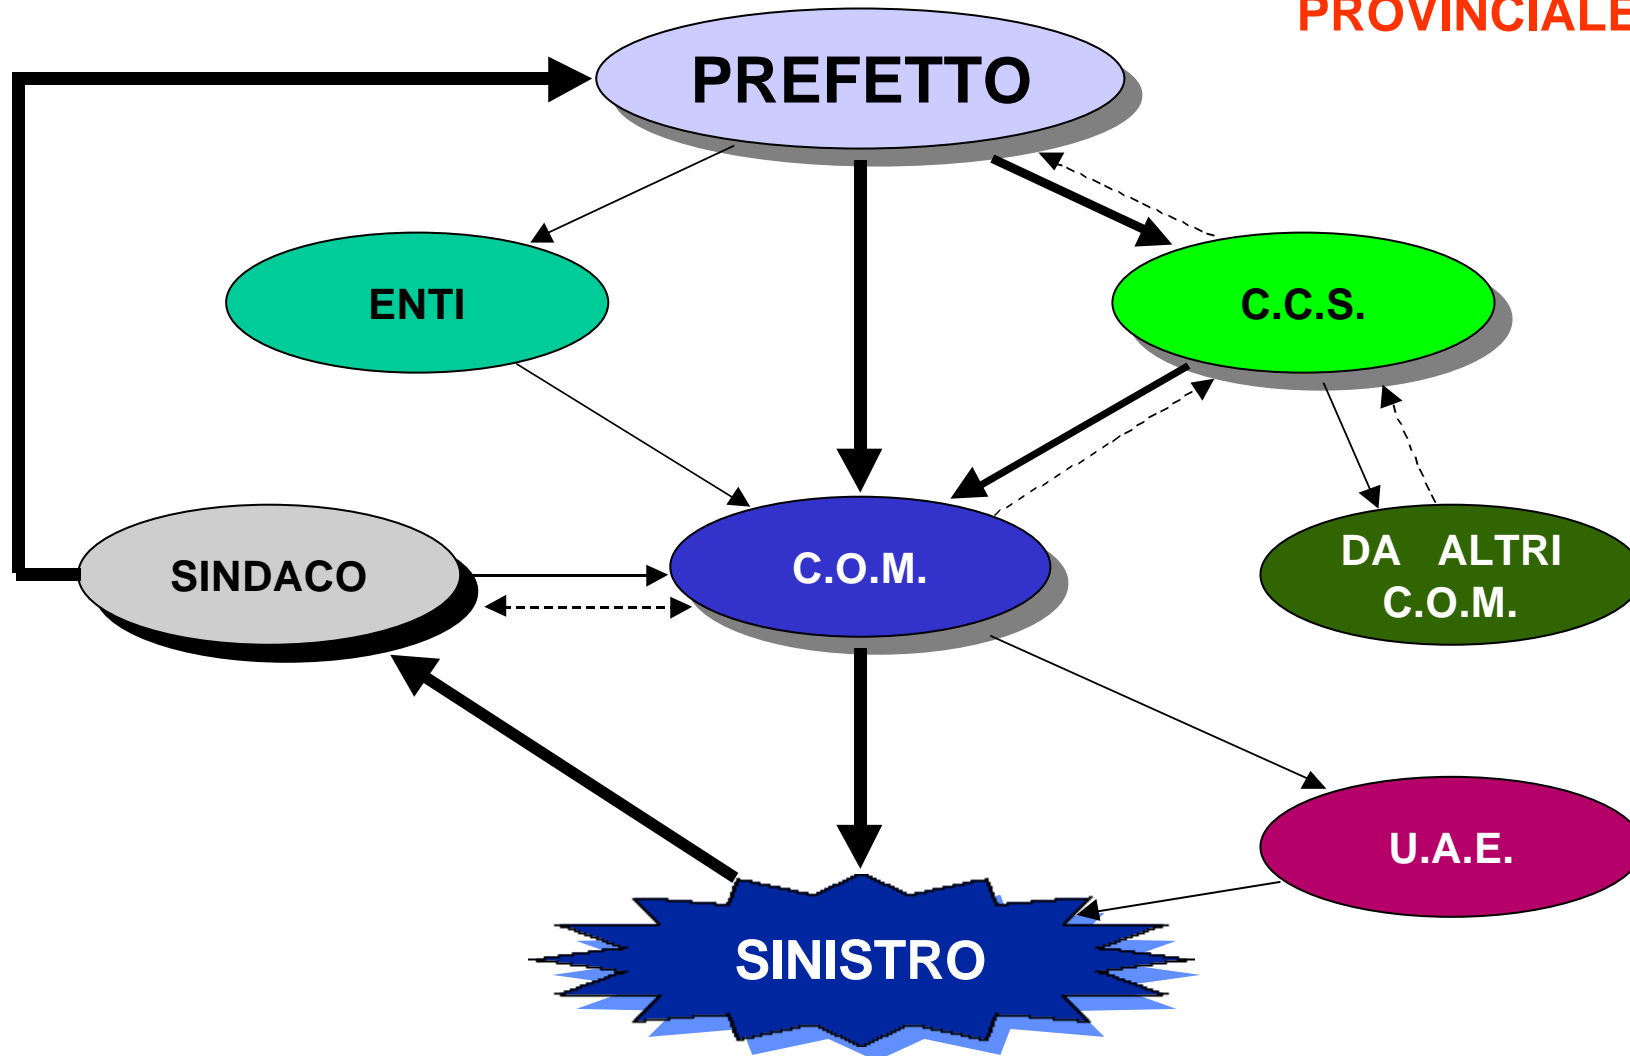 PROVINCIALE
PREFETTO
ENTI
C.C.S.
SINDACO
C.O.M.
DA ALTRI
C.O.M.
U.A.E.
SINISTRO